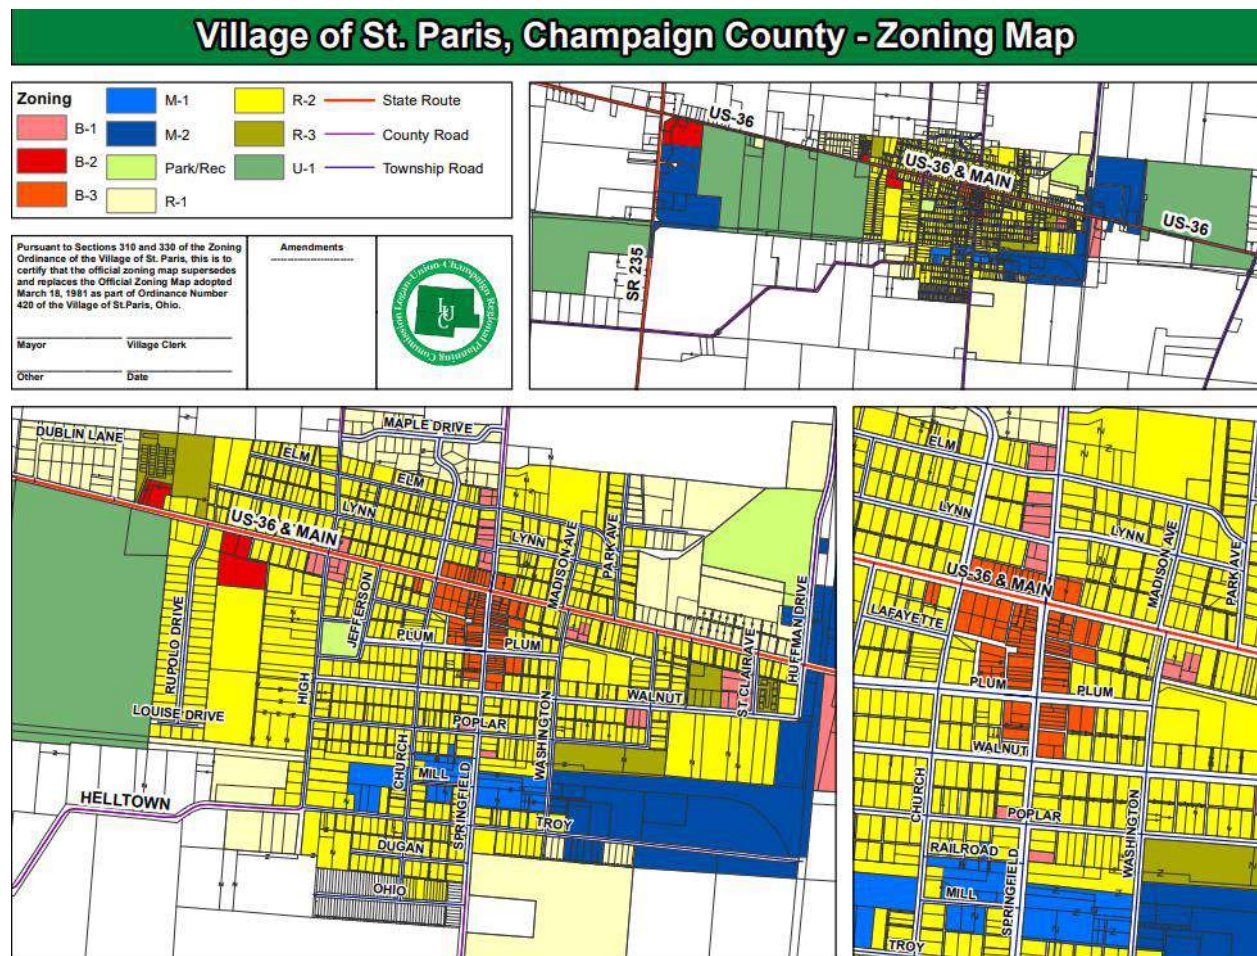 Village of St. Paris, Champaign County - Zoning Map
Zoning
B-1
B-2
B-3
M-1
M-2
Park/Rec
R-1
R-2
R-3
U-1
State Route
County Road
Township Road
Pursuant to Sections 310 and 330 of the Zoning
Ordinance of the Village of St. Paris, this is to
certify that the official zoning map supersedes
and replaces the Official Zoning Map adopted
March 18, 1981 as part of Ordinance Number
420 of the Village of St.Paris, Ohio.
Mayor
Village Clerk
Other
Date
Amendments
Logan-Union-Champaign Regional Planning Commission
LUC
US-36
US-36 & MAIN
US-36
SR 235
DUBLIN LANE
MAPLE DRIVE
ELM
ELM
LYNN
LYNN
US-36 & MAIN
MADISON AVE
PARK AVE
JEFFERSON
RUPOLO DRIVE
PLUM
PLUM
HIGH
WALNUT
ST CLAIR AVE
HUFFMAN DRIVE
LOUISE DRIVE
POPLAR
CHURCH
MILL
SPRINGFIELD
WASHINGTON
HELLTOWN
TROY
DUGAN
OHIO
ELM
LYNN
LYNN
MADISON AVE
PARK AVE
US-36 & MAIN
LAFAYETTE
PLUM
PLUM
WALNUT
CHURCH
POPLAR
RAILROAD
SPRINGFIELD
WASHINGTON
MILL
TROY